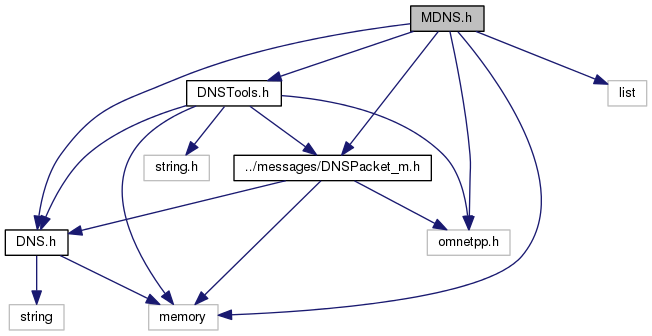 MDNS.h
DNSTools.h
list
string.h
../messages/DNSPacket_m.h
DNS.h
omnetpp.h
string
memory